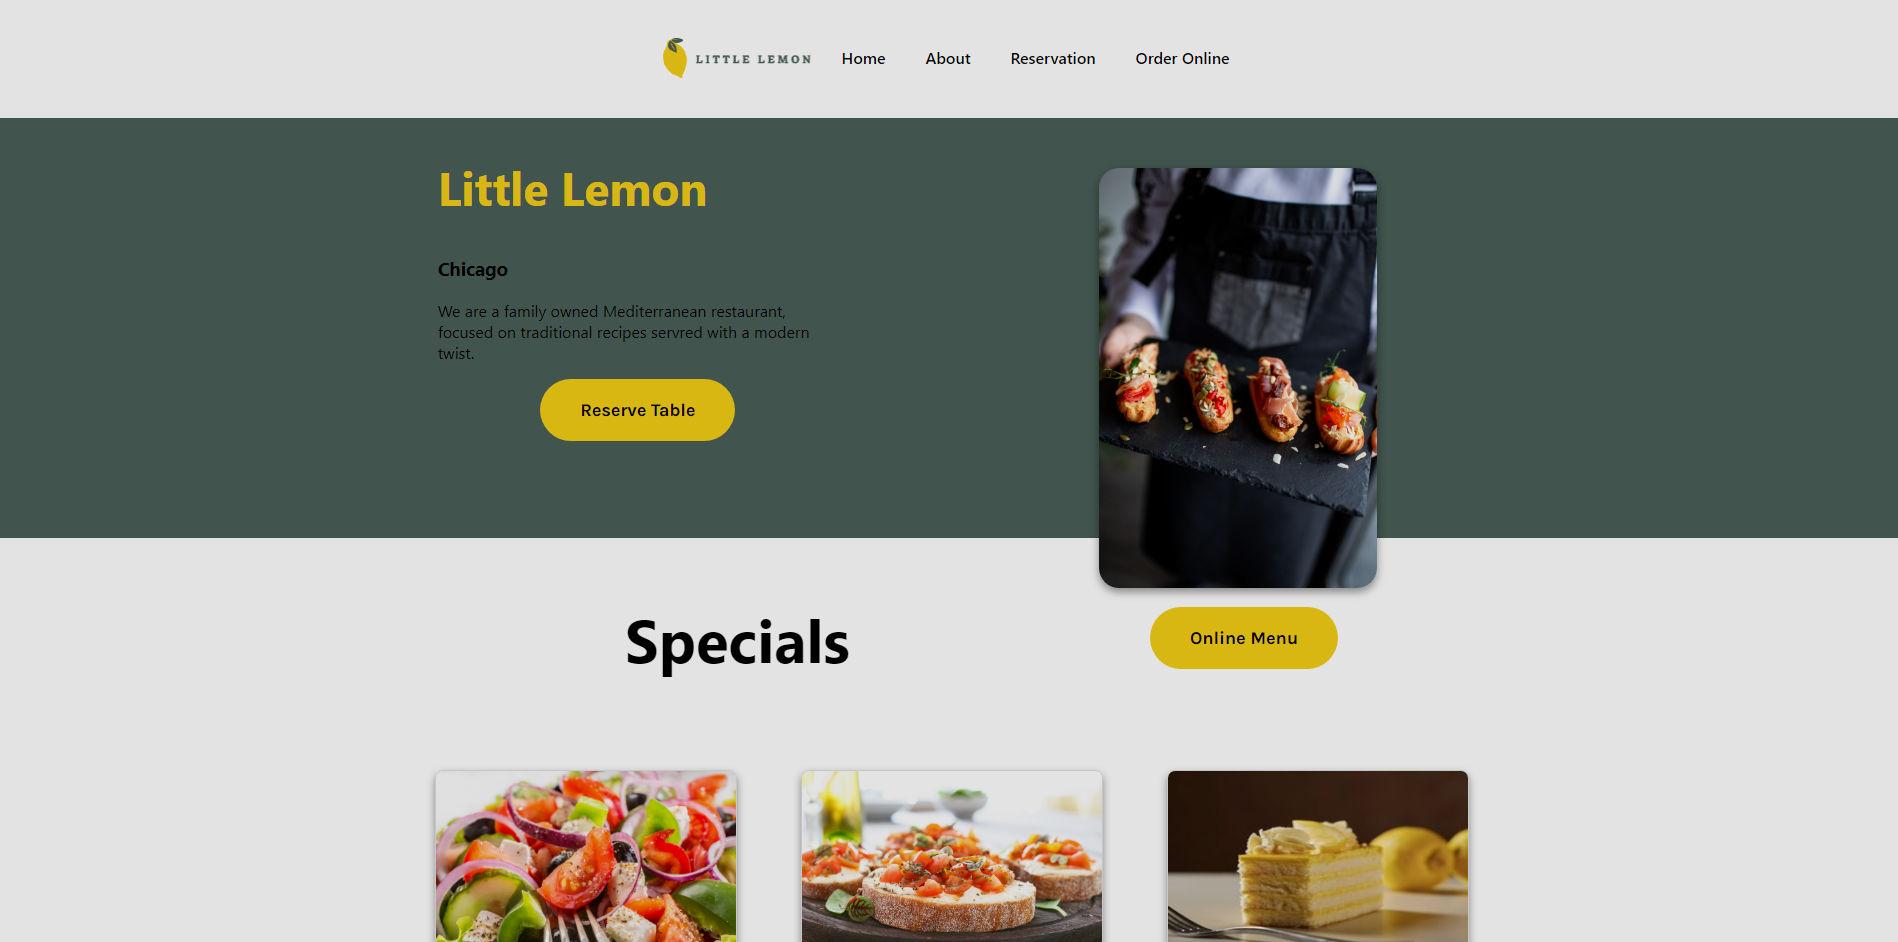 LITTLE LEMON
Home
About
Reservation
Order Online
Little Lemon
Chicago
We are a family owned Mediterranean restaurant,
focused on traditional recipes servred with a modern
twist.
Reserve Table
Specials
Online Menu